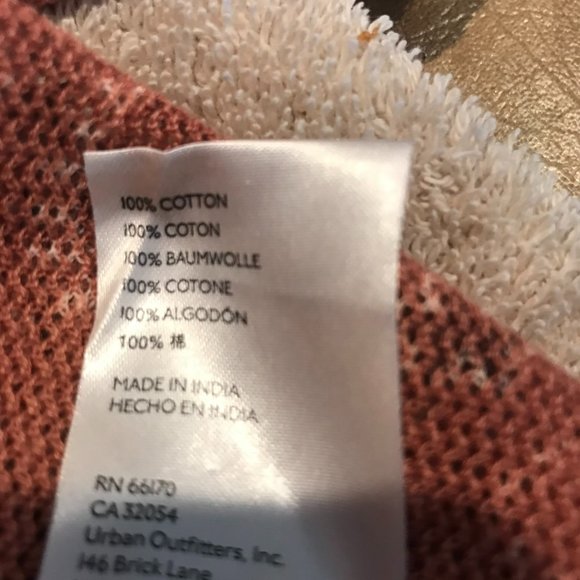 100% COTTON
100% COTON
100% BAUMWOLLE
100% COTONE
100% ALGODÓN
100% 棉
MADE IN INDIA
HECHO EN INDIA
RN 66170
CA 32054
Urban Outfitters, Inc.
146 Brick Lane